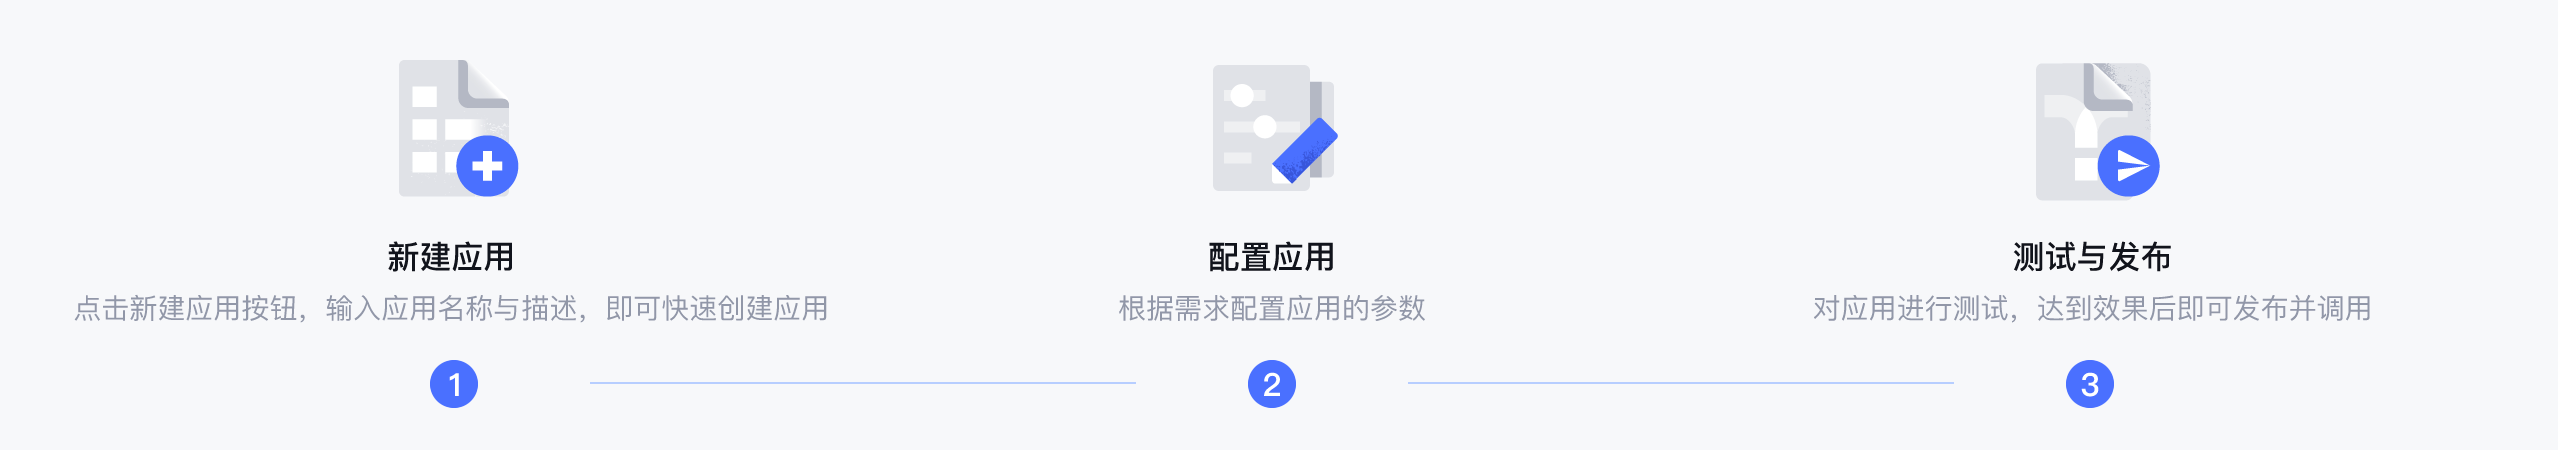 新建应用
点击新建应用按钮，输入应用名称与描述，即可快速创建应用
1
配置应用
根据需求配置应用的参数
2
测试与发布
对应用进行测试，达到效果后即可发布并调用
3